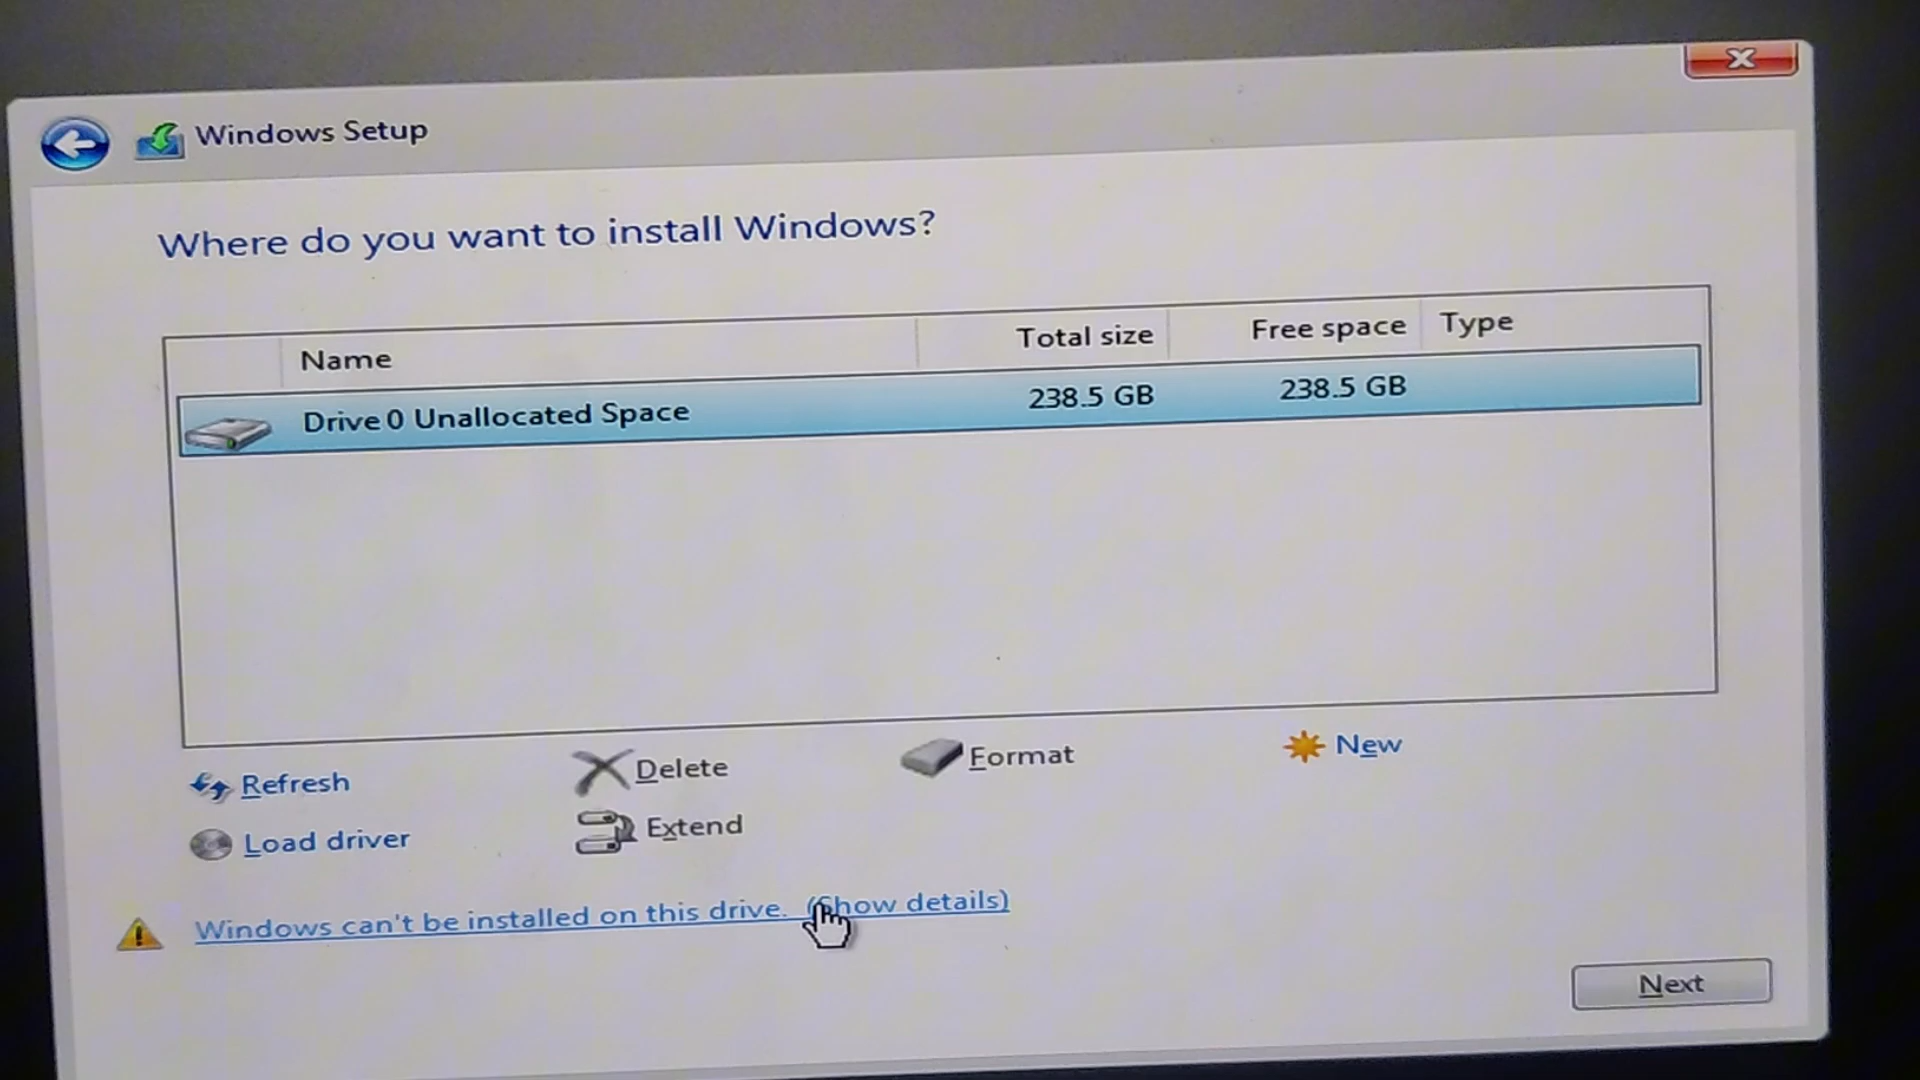 Windows Setup
Where do you want to install Windows?
Name Total size Free space Type
Drive 0 Unallocated Space 238.5 GB 238.5 GB
Refresh Delete Format New
Load driver Extend
Windows can't be installed on this drive. (Show details)
Next